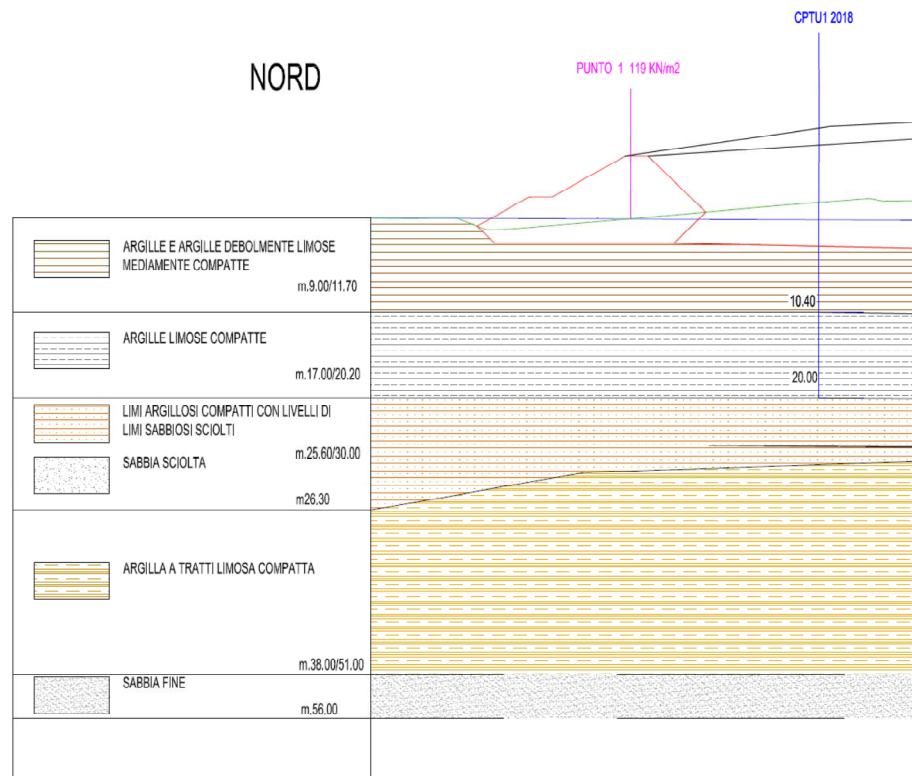 CPTU1 2018
NORD
PUNTO 1 119 KN/m2
ARGILLE E ARGILLE DEBOLMENTE LIMOSE
MEDIAMENTE COMPATTE
m.9.00/11.70
10.40
ARGILLE LIMOSE COMPATTE
m.17.00/20.20
20.00
LIMI ARGILLOSI COMPATTI CON LIVELLI DI
LIMI SABBIOSI SCIOLTI
m.25.60/30.00
SABBIA SCIOLTA
m26.30
ARGILLA A TRATTI LIMOSA COMPATTA
m.38.00/51.00
SABBIA FINE
m.56.00